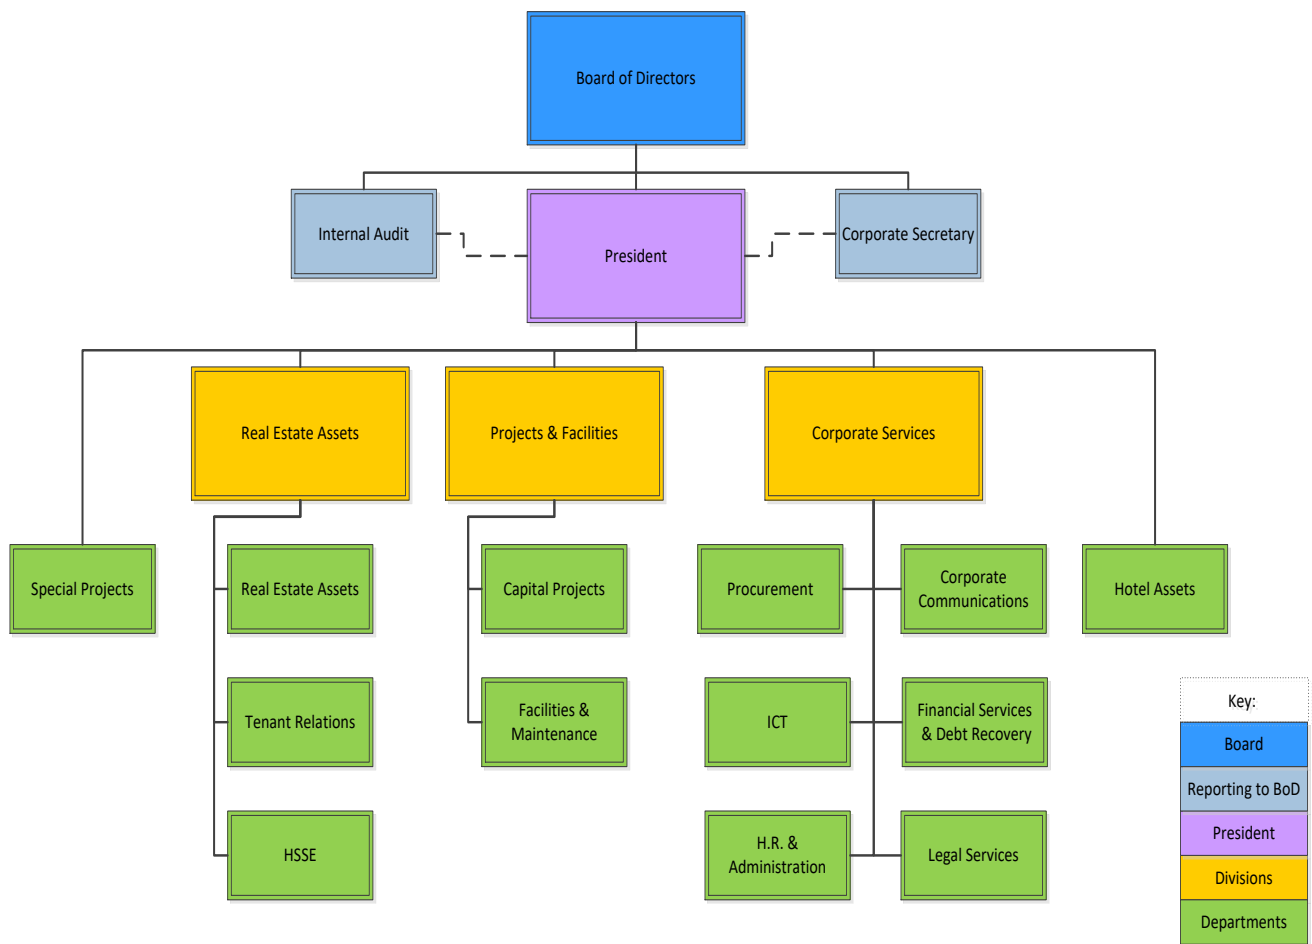 Board of Directors
Internal Audit
President
Corporate Secretary
Real Estate Assets
Projects & Facilities
Corporate Services
Special Projects
Real Estate Assets
Capital Projects
Procurement
Corporate
Communications
Hotel Assets
Tenant Relations
Facilities &
Maintenance
ICT
Financial Services
& Debt Recovery
HSSE
H.R. &
Administration
Legal Services
Key:
Board
Reporting to BoD
President
Divisions
Departments